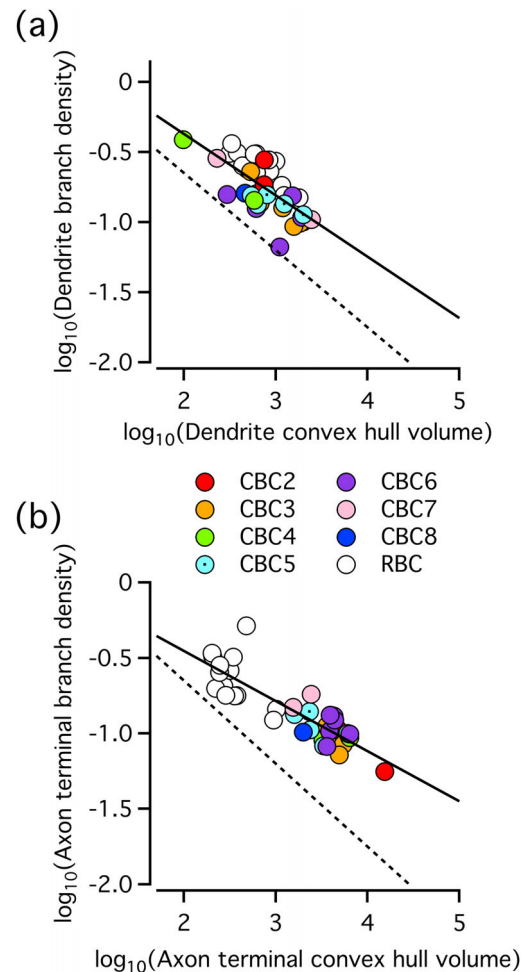 (a)
log10(Dendrite branch density)
0
-0.5
-1.0
-1.5
-2.0
2 3 4 5
log10(Dendrite convex hull volume)
CBC2 CBC6
CBC3 CBC7
CBC4 CBC8
CBC5 RBC
(b)
log10(Axon terminal branch density)
0
-0.5
-1.0
-1.5
-2.0
2 3 4 5
log10(Axon terminal convex hull volume)